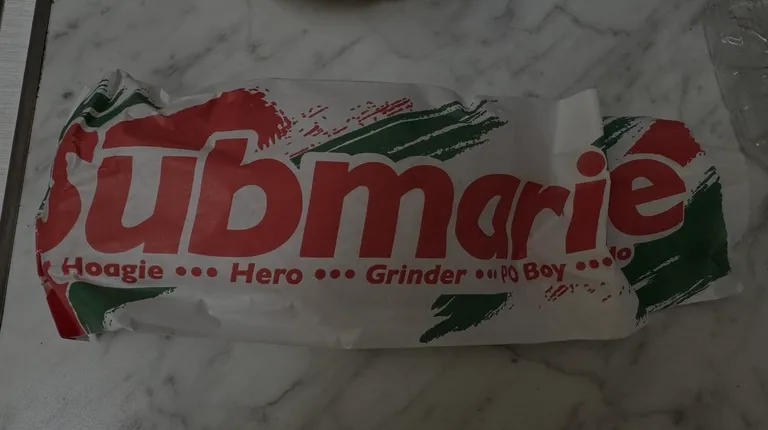 Submarie
Hoagie ••• Hero ••• Grinder ••• PO Boy •••